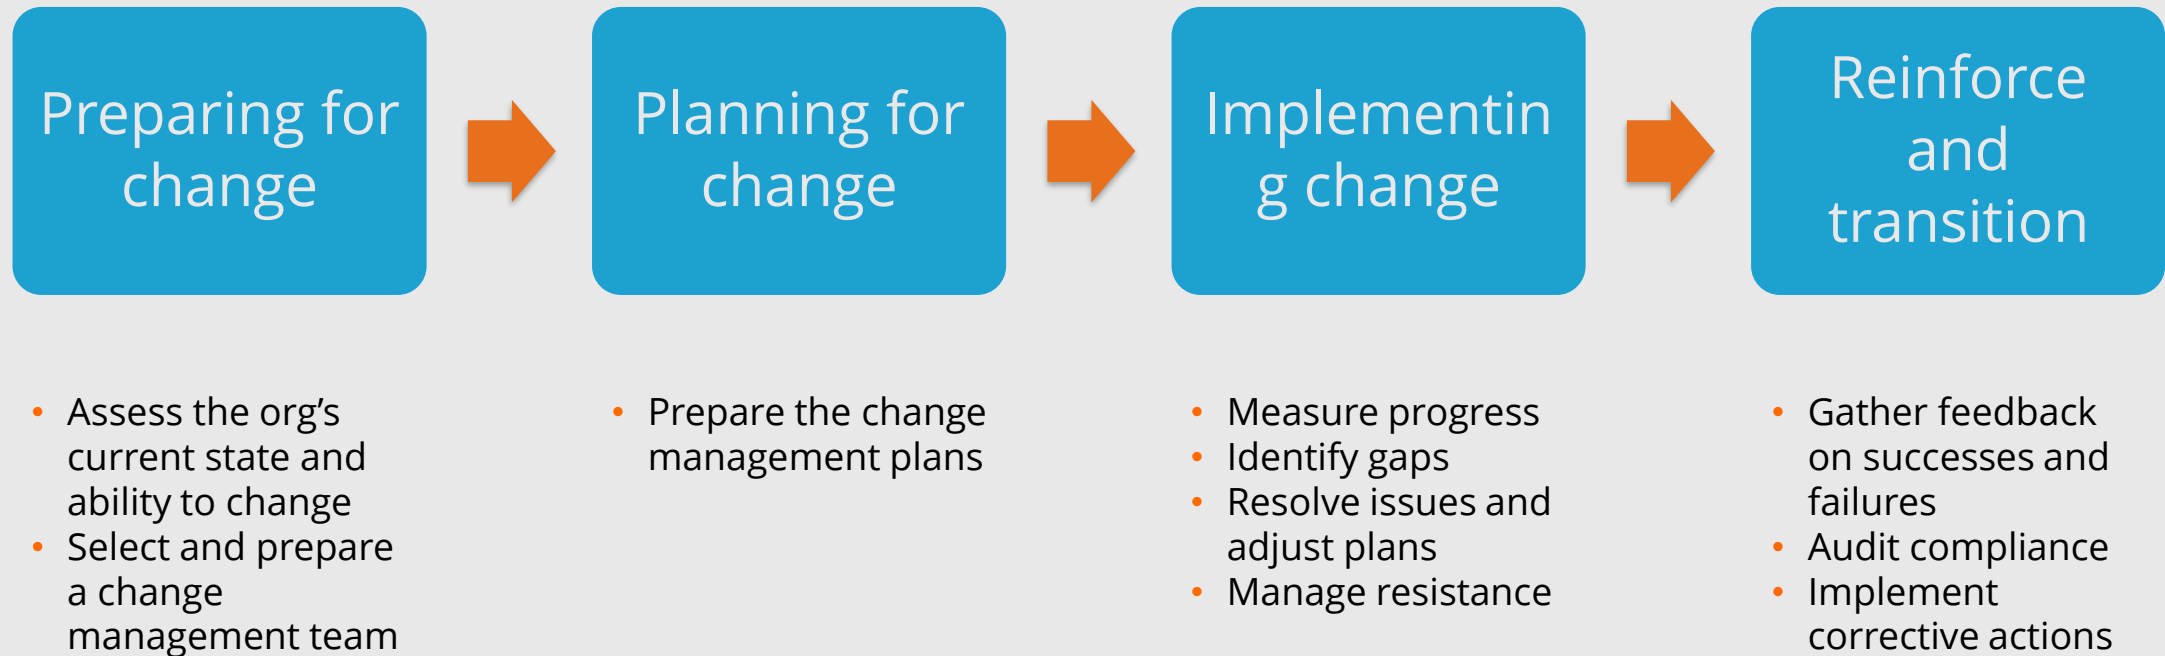 Preparing for
change
Planning for
change
Implementin
g change
Reinforce
and
transition
• Assess the org’s
current state and
ability to change
• Select and prepare
a change
management team
• Prepare the change
management plans
• Measure progress
• Identify gaps
• Resolve issues and
adjust plans
• Manage resistance
• Gather feedback
on successes and
failures
• Audit compliance
• Implement
corrective actions